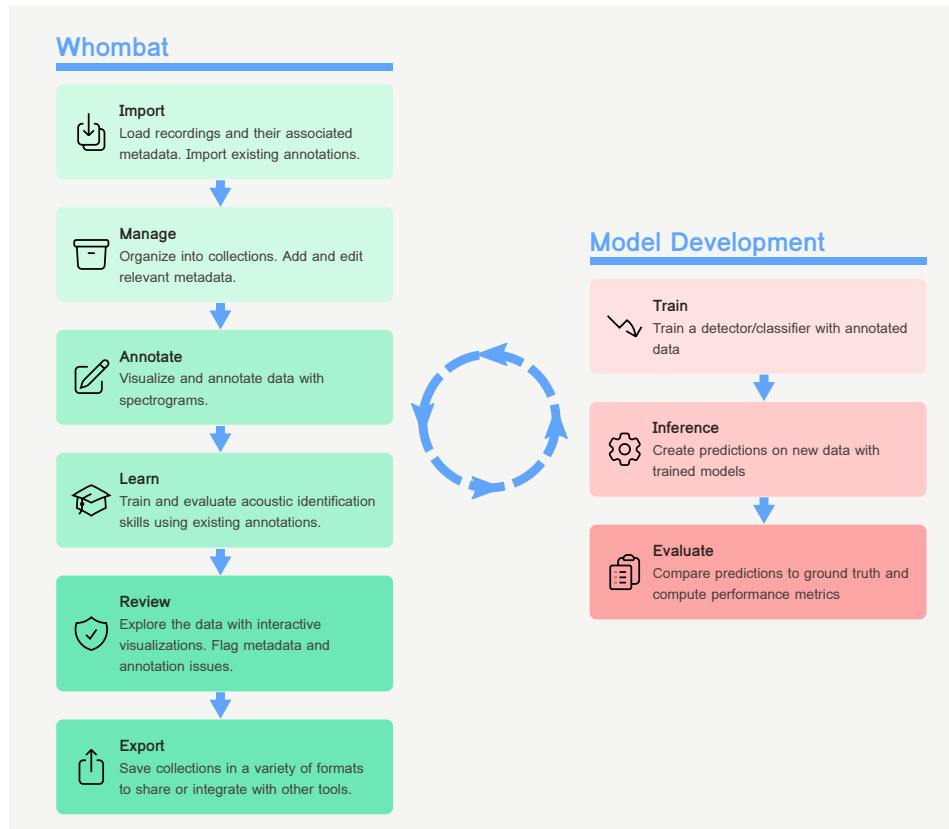 Whombat
Import
Load recordings and their associated
metadata. Import existing annotations.
Manage
Organize into collections. Add and edit
relevant metadata.
Annotate
Visualize and annotate data with
spectrograms.
Learn
Train and evaluate acoustic identification
skills using existing annotations.
Review
Explore the data with interactive
visualizations. Flag metadata and
annotation issues.
Export
Save collections in a variety of formats
to share or integrate with other tools.
Model Development
Train
Train a detector/classifier with annotated
data
Inference
Create predictions on new data with
trained models
Evaluate
Compare predictions to ground truth and
compute performance metrics